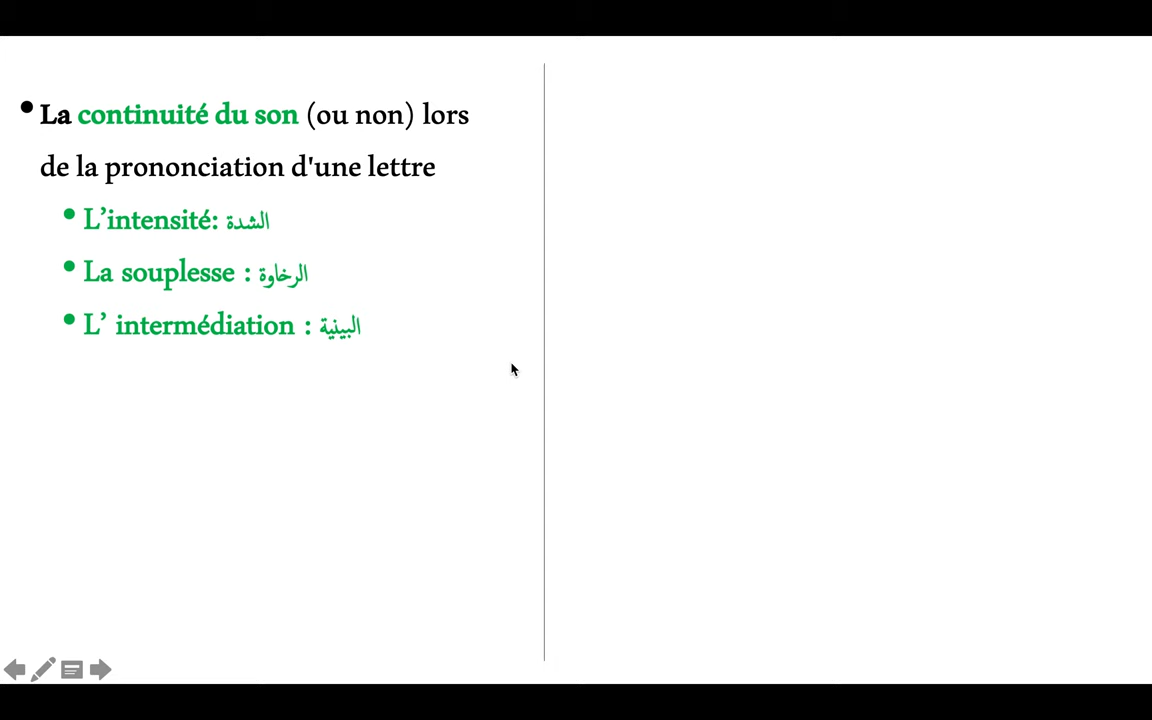 • La continuité du son (ou non) lors
de la prononciation d'une lettre
• L’intensité: الشدة
• La souplesse : الرخاوة
• L’ intermédiation : البينية